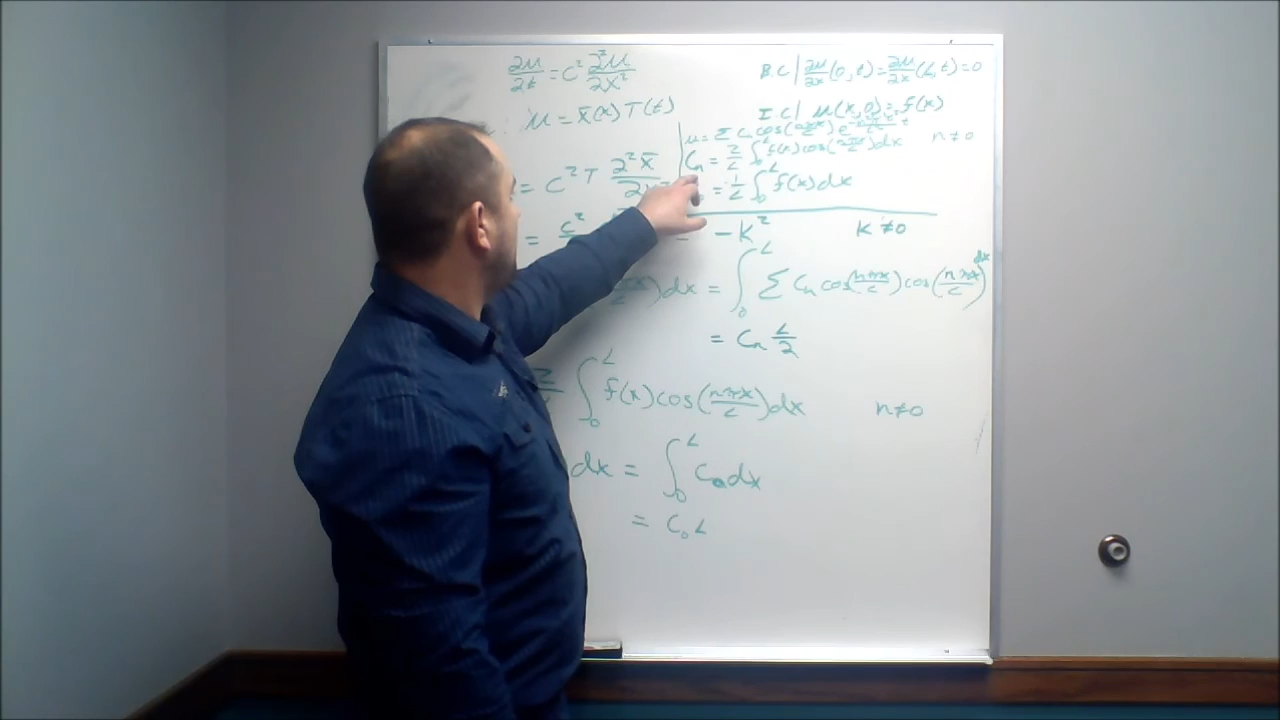 ∂u/∂t = c² ∂²u/∂x²
B.C | ∂u/∂x (0, t) = ∂u/∂x (L, t) = 0
u = X(x) T(t)
I.C | u(x, 0) = f(x)
u = Σ Cn cos(nπx/L) e
n ≠ 0
Cn = 2/L ∫₀ᴸ f(x) cos(nπx/L) dx
= c² T ∂²X/∂x²
= 1/L ∫₀ᴸ f(x) dx
= c²
= -k²
k ≠ 0
) dx = ∫₀ᴸ Σ Cn cos(nπx/L) cos(nπx/L) dx
= Cn L/2
2/L ∫₀ᴸ f(x) cos(nπx/L) dx
n ≠ 0
dx = ∫₀ᴸ C₀ dx
= C₀ L